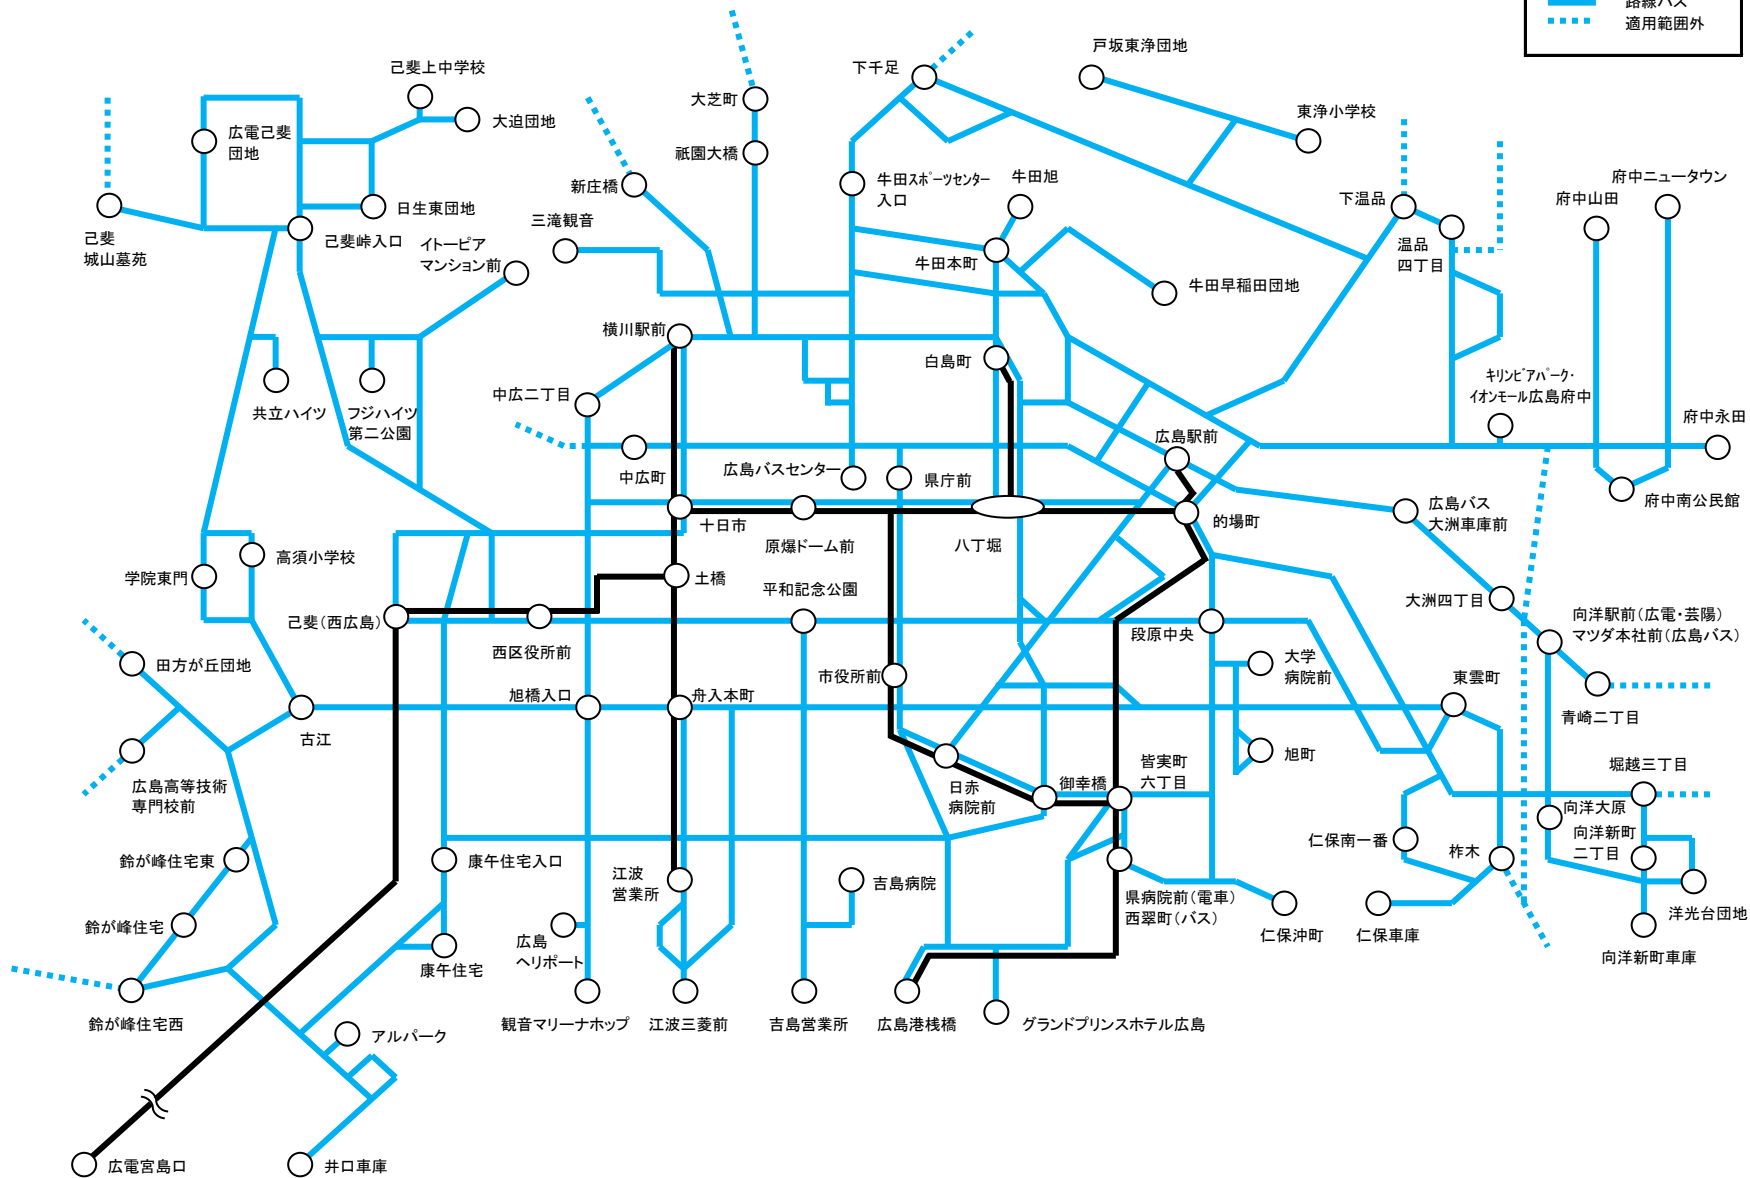 路線バス
適用範囲外
己斐上中学校
大迫団地
広電己斐
団地
日生東団地
己斐
城山墓苑
己斐峠入口
イトーピア
マンション前
大芝町
祇園大橋
新庄橋
三滝観音
下千足
戸坂東浄団地
東浄小学校
牛田スポーツセンター
入口
牛田旭
牛田本町
牛田早稲田団地
下温品
温品
四丁目
府中ニュータウン
府中山田
横川駅前
白島町
中広二丁目
共立ハイツ
フジハイツ
第二公園
キリンビアパーク・
イオンモール広島府中
府中永田
中広町
広島バスセンター
県庁前
広島駅前
府中南公民館
広島バス
大洲車庫前
十日市
原爆ドーム前
八丁堀
的場町
高須小学校
学院東門
土橋
平和記念公園
大洲四丁目
己斐(西広島)
西区役所前
段原中央
向洋駅前(広電・芸陽)
マツダ本社前(広島バス)
田方が丘団地
市役所前
大学
病院前
東雲町
旭橋入口
舟入本町
青崎二丁目
古江
広島高等技術
専門校前
日赤
病院前
御幸橋
皆実町
六丁目
旭町
堀越三丁目
向洋大原
向洋新町
二丁目
鈴が峰住宅東
康午住宅入口
江波
営業所
吉島病院
仁保南一番
柞木
県病院前(電車)
西翠町(バス)
鈴が峰住宅
広島
ヘリポート
康午住宅
仁保沖町
仁保車庫
洋光台団地
向洋新町車庫
鈴が峰住宅西
アルパーク
観音マリーナホップ
江波三菱前
吉島営業所
広島港桟橋
グランドプリンスホテル広島
広電宮島口
井口車庫